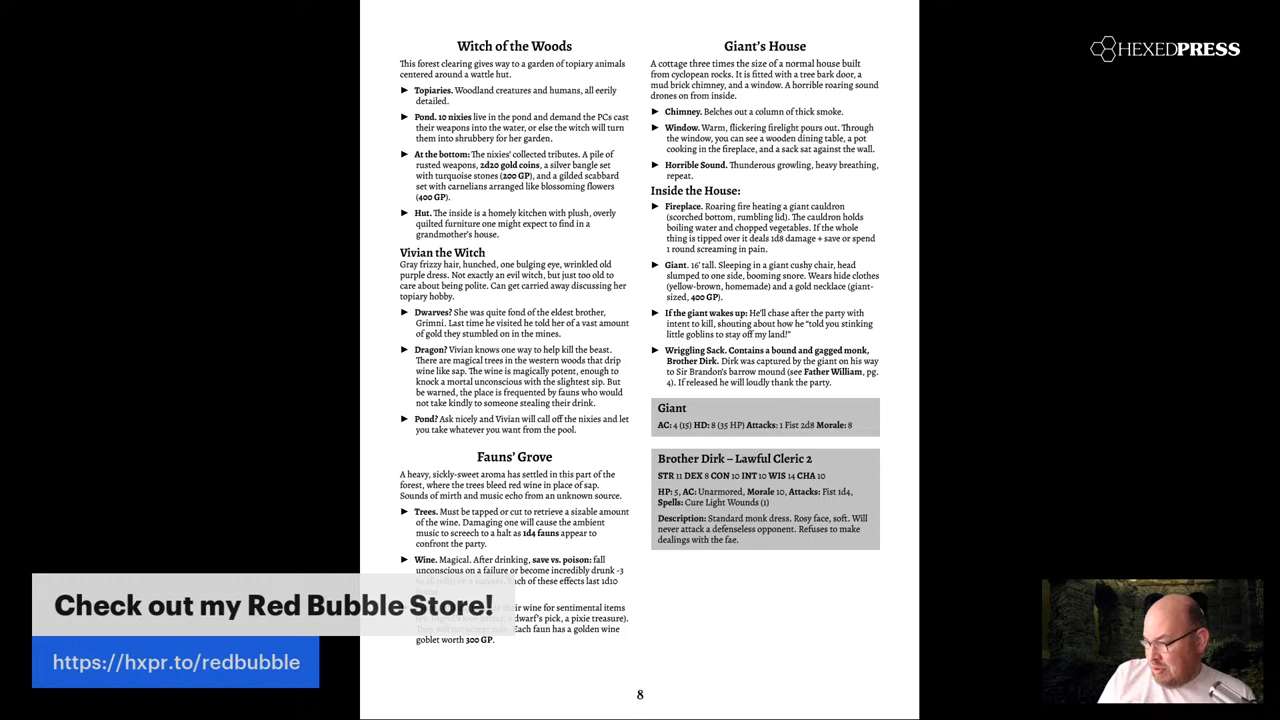 HEXEDPRESS
Witch of the Woods
This forest clearing gives way to a garden of topiary animals
centered around a wattle hut.
► Topiaries. Woodland creatures and humans, all eerily
detailed.
► Pond. 10 nixies live in the pond and demand the PCs cast
their weapons into the water, or else the witch will turn
them into shrubbery for her garden.
► At the bottom: The nixies' collected tributes. A pile of
rusted weapons, 2d20 gold coins, a silver bangle set
with turquoise stones (200 GP), and a gilded scabbard
set with carnelians arranged like blossoming flowers
(400 GP).
► Hut. The inside is a homely kitchen with plush, overly
quilted furniture one might expect to find in a
grandmother's house.
Vivian the Witch
Gray frizzy hair, hunched, one bulging eye, wrinkled old
purple dress. Not exactly an evil witch, but just too old to
care about being polite. Can get carried away discussing her
topiary hobby.
► Dwarves? She was quite fond of the eldest brother,
Grimni. Last time he visited he told her of a vast amount
of gold they stumbled on in the mines.
► Dragon? Vivian knows one way to help kill the beast.
There are magical trees in the western woods that drip
wine like sap. The wine is magically potent, enough to
knock a mortal unconscious with the slightest sip. But
be warned, the place is frequented by fauns who would
not take kindly to someone stealing their drink.
► Pond? Ask nicely and Vivian will call off the nixies and let
you take whatever you want from the pool.
Fauns' Grove
A heavy, sickly-sweet aroma has settled in this part of the
forest, where the trees bleed red wine in place of sap.
Sounds of mirth and music echo from an unknown source.
► Trees. Must be tapped or cut to retrieve a sizable amount
of the wine. Damaging one will cause the ambient
music to screech to a halt as 1d4 fauns appear to
confront the party.
► Wine. Magical. After drinking, save vs. poison: fall
unconscious on a failure or become incredibly drunk -3
Each of these effects last 1d10
their wine for sentimental items
dwarf's pick, a pixie treasure).
Each faun has a golden wine
goblet worth 300 GP.
Giant's House
A cottage three times the size of a normal house built
from cyclopean rocks. It is fitted with a tree bark door, a
mud brick chimney, and a window. A horrible roaring sound
drones on from inside.
► Chimney. Belches out a column of thick smoke.
► Window. Warm, flickering firelight pours out. Through
the window, you can see a wooden dining table, a pot
cooking in the fireplace, and a sack sat against the wall.
► Horrible Sound. Thunderous growling, heavy breathing,
repeat.
Inside the House:
► Fireplace. Roaring fire heating a giant cauldron
(scorched bottom, rumbling lid). The cauldron holds
boiling water and chopped vegetables. If the whole
thing is tipped over it deals 1d8 damage + save or spend
1 round screaming in pain.
► Giant. 16' tall. Sleeping in a giant cushy chair, head
slumped to one side, booming snore. Wears hide clothes
(yellow-brown, homemade) and a gold necklace (giant-
sized, 400 GP).
► If the giant wakes up: He'll chase after the party with
intent to kill, shouting about how he "told you stinking
little goblins to stay off my land!"
► Wriggling Sack. Contains a bound and gagged monk,
Brother Dirk. Dirk was captured by the giant on his way
to Sir Brandon's barrow mound (see Father William, pg.
4). If released he will loudly thank the party.
Giant
AC: 4 (15) HD: 8 (35 HP) Attacks: 1 Fist 2d8 Morale: 8
Brother Dirk – Lawful Cleric 2
STR 11 DEX 8 CON 10 INT 10 WIS 14 CHA 10
HP: 5, AC: Unarmored, Morale 10, Attacks: Fist 1d4,
Spells: Cure Light Wounds (1)
Description: Standard monk dress. Rosy face, soft. Will
never attack a defenseless opponent. Refuses to make
dealings with the fae.
Check out my Red Bubble Store!
https://hxpr.to/redbubble
8